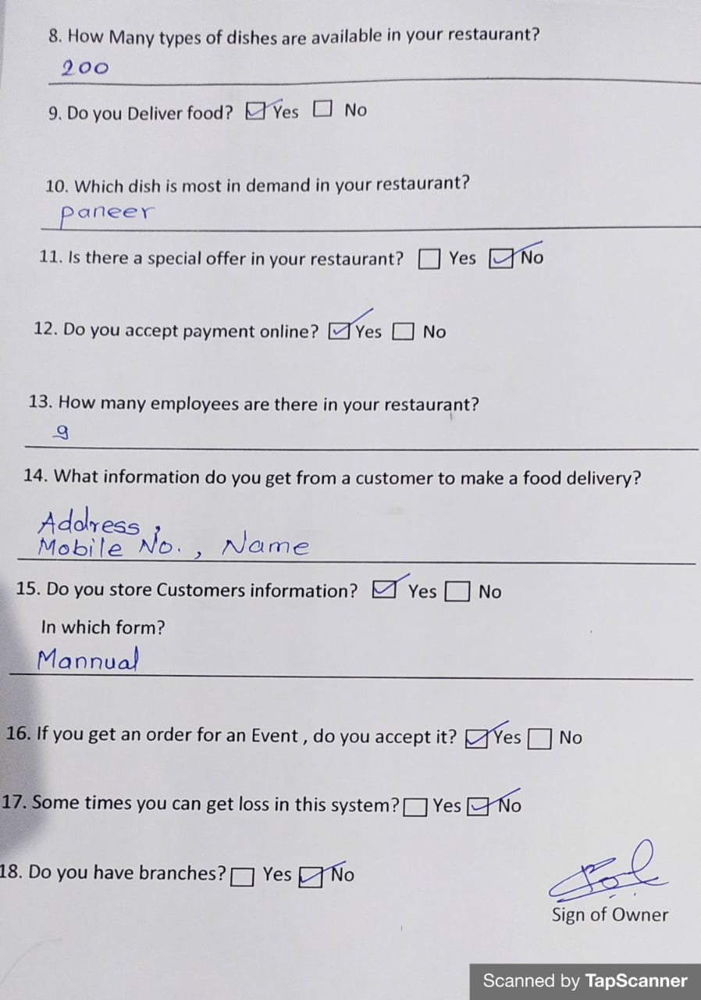 8. How Many types of dishes are available in your restaurant?
200
9. Do you Deliver food? ☑ Yes ☐ No
10. Which dish is most in demand in your restaurant?
paneer
11. Is there a special offer in your restaurant? ☐ Yes ☑ No
12. Do you accept payment online? ☑ Yes ☐ No
13. How many employees are there in your restaurant?
9
14. What information do you get from a customer to make a food delivery?
Address,
Mobile No., Name
15. Do you store Customers information? ☑ Yes ☐ No
In which form?
Mannual
16. If you get an order for an Event , do you accept it? ☑ Yes ☐ No
17. Some times you can get loss in this system? ☐ Yes ☑ No
18. Do you have branches? ☐ Yes ☑ No
Sign of Owner
Scanned by TapScanner